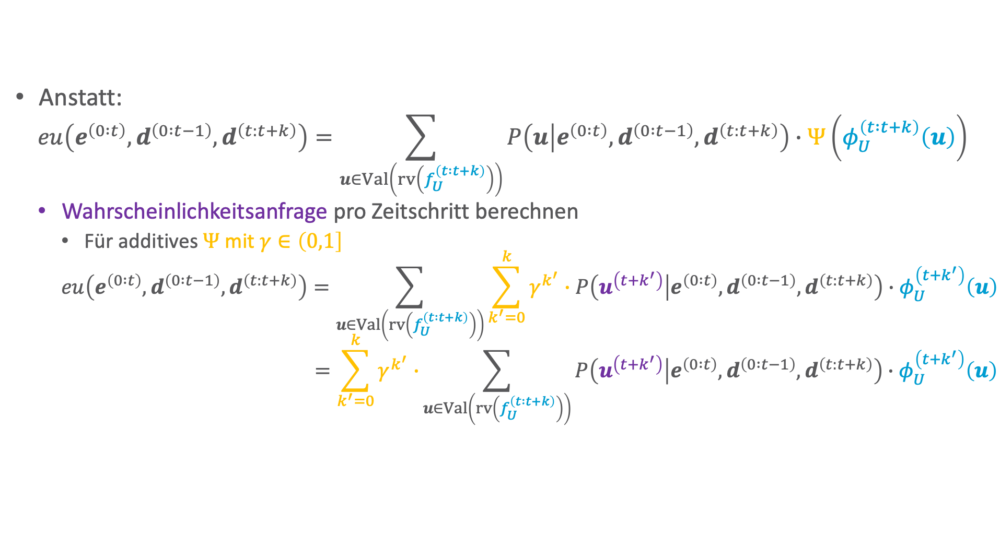 • Anstatt:
𝑒𝑢(𝒆^(0:𝑡), 𝒅^(0:𝑡−1), 𝒅^(𝑡:𝑡+𝑘)) = ∑_{𝒖∈Val(rv(𝑓_𝑈^(𝑡:𝑡+𝑘)))} 𝑃(𝒖|𝒆^(0:𝑡), 𝒅^(0:𝑡−1), 𝒅^(𝑡:𝑡+𝑘)) ∙ Ψ(𝜙_𝑈^(𝑡:𝑡+𝑘)(𝒖))
• Wahrscheinlichkeitsanfrage pro Zeitschritt berechnen
• Für additives Ψ mit 𝛾 ∈ (0,1]
𝑒𝑢(𝒆^(0:𝑡), 𝒅^(0:𝑡−1), 𝒅^(𝑡:𝑡+𝑘)) = ∑_{𝒖∈Val(rv(𝑓_𝑈^(𝑡:𝑡+𝑘)))} ∑_{𝑘′=0}^{𝑘} 𝛾^{𝑘′} ∙ 𝑃(𝒖^(𝑡+𝑘′)|𝒆^(0:𝑡), 𝒅^(0:𝑡−1), 𝒅^(𝑡:𝑡+𝑘)) ∙ 𝜙_𝑈^(𝑡+𝑘′)(𝒖)
= ∑_{𝑘′=0}^{𝑘} 𝛾^{𝑘′} ∙ ∑_{𝒖∈Val(rv(𝑓_𝑈^(𝑡:𝑡+𝑘)))} 𝑃(𝒖^(𝑡+𝑘′)|𝒆^(0:𝑡), 𝒅^(0:𝑡−1), 𝒅^(𝑡:𝑡+𝑘)) ∙ 𝜙_𝑈^(𝑡+𝑘′)(𝒖)